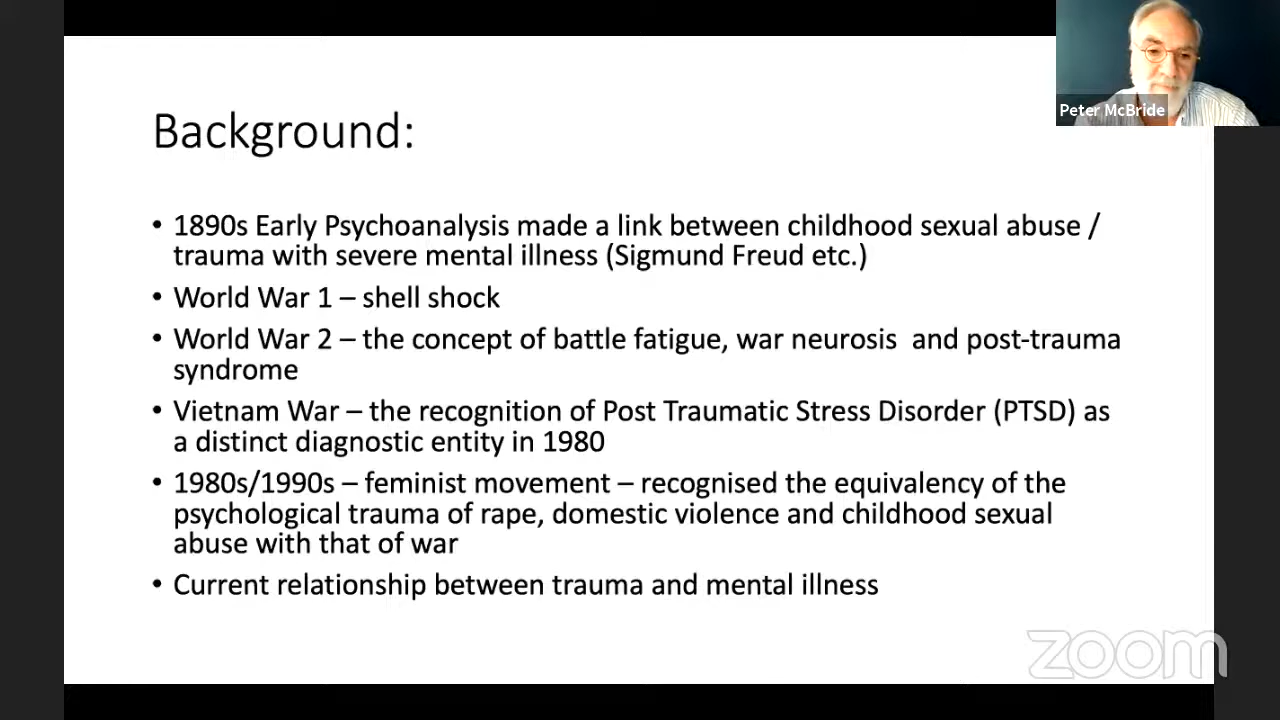 Peter McBride
Background:
• 1890s Early Psychoanalysis made a link between childhood sexual abuse /
trauma with severe mental illness (Sigmund Freud etc.)
• World War 1 – shell shock
• World War 2 – the concept of battle fatigue, war neurosis  and post-trauma
syndrome
• Vietnam War – the recognition of Post Traumatic Stress Disorder (PTSD) as
a distinct diagnostic entity in 1980
• 1980s/1990s – feminist movement – recognised the equivalency of the
psychological trauma of rape, domestic violence and childhood sexual
abuse with that of war
• Current relationship between trauma and mental illness
zoom